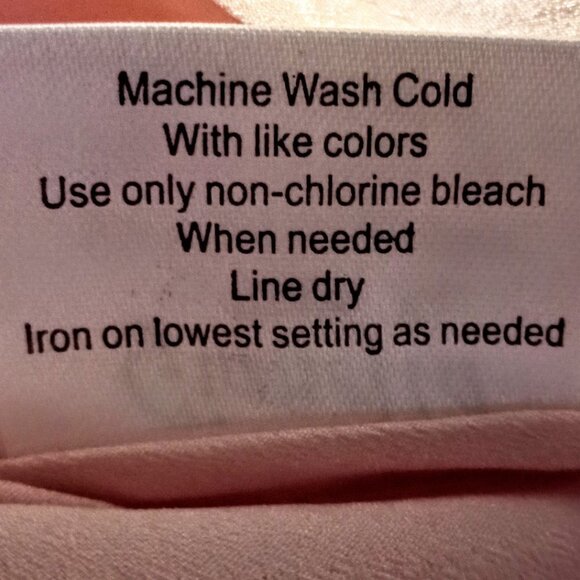 Machine Wash Cold
With like colors
Use only non-chlorine bleach
When needed
Line dry
Iron on lowest setting as needed